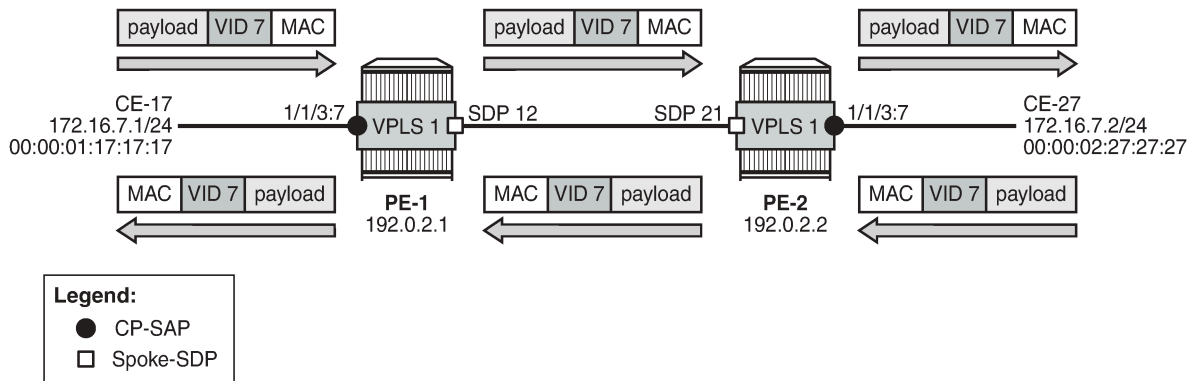 payload VID 7 MAC
payload VID 7 MAC
payload VID 7 MAC
CE-17
172.16.7.1/24
00:00:01:17:17:17
1/1/3:7
VPLS 1
SDP 12
SDP 21
VPLS 1
1/1/3:7
CE-27
172.16.7.2/24
00:00:02:27:27:27
MAC VID 7 payload
PE-1
192.0.2.1
MAC VID 7 payload
PE-2
192.0.2.2
MAC VID 7 payload
Legend:
CP-SAP
Spoke-SDP